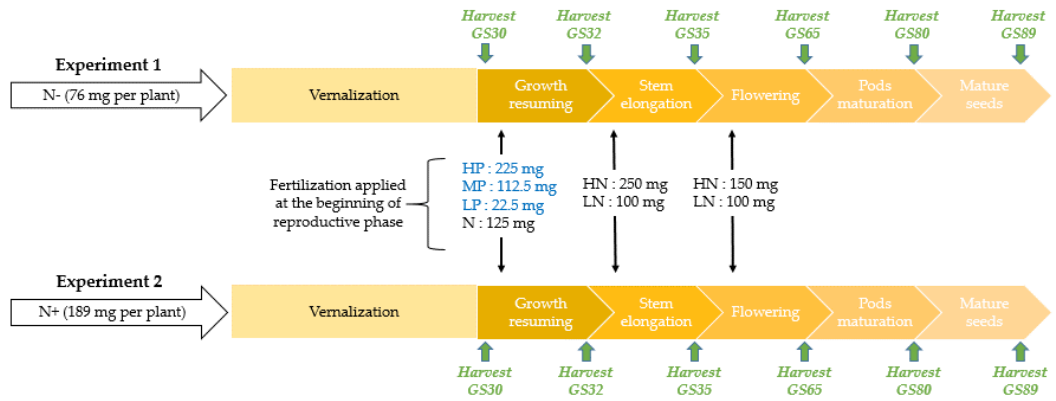 Harvest Harvest Harvest Harvest Harvest Harvest
GS30 GS32 GS35 GS65 GS80 GS89
Experiment 1
N- (76 mg per plant)
Vernalization
Growth
resuming
Stem
elongation
Flowering
Pods
maturation
Mature
seeds
Fertilization applied
at the beginning of
reproductive phase
HP : 225 mg
MP : 112.5 mg
LP : 22.5 mg
N : 125 mg
HN : 250 mg
LN : 100 mg
HN : 150 mg
LN : 100 mg
Experiment 2
N+ (189 mg per plant)
Vernalization
Growth
resuming
Stem
elongation
Flowering
Pods
maturation
Mature
seeds
Harvest Harvest Harvest Harvest Harvest Harvest
GS30 GS32 GS35 GS65 GS80 GS89